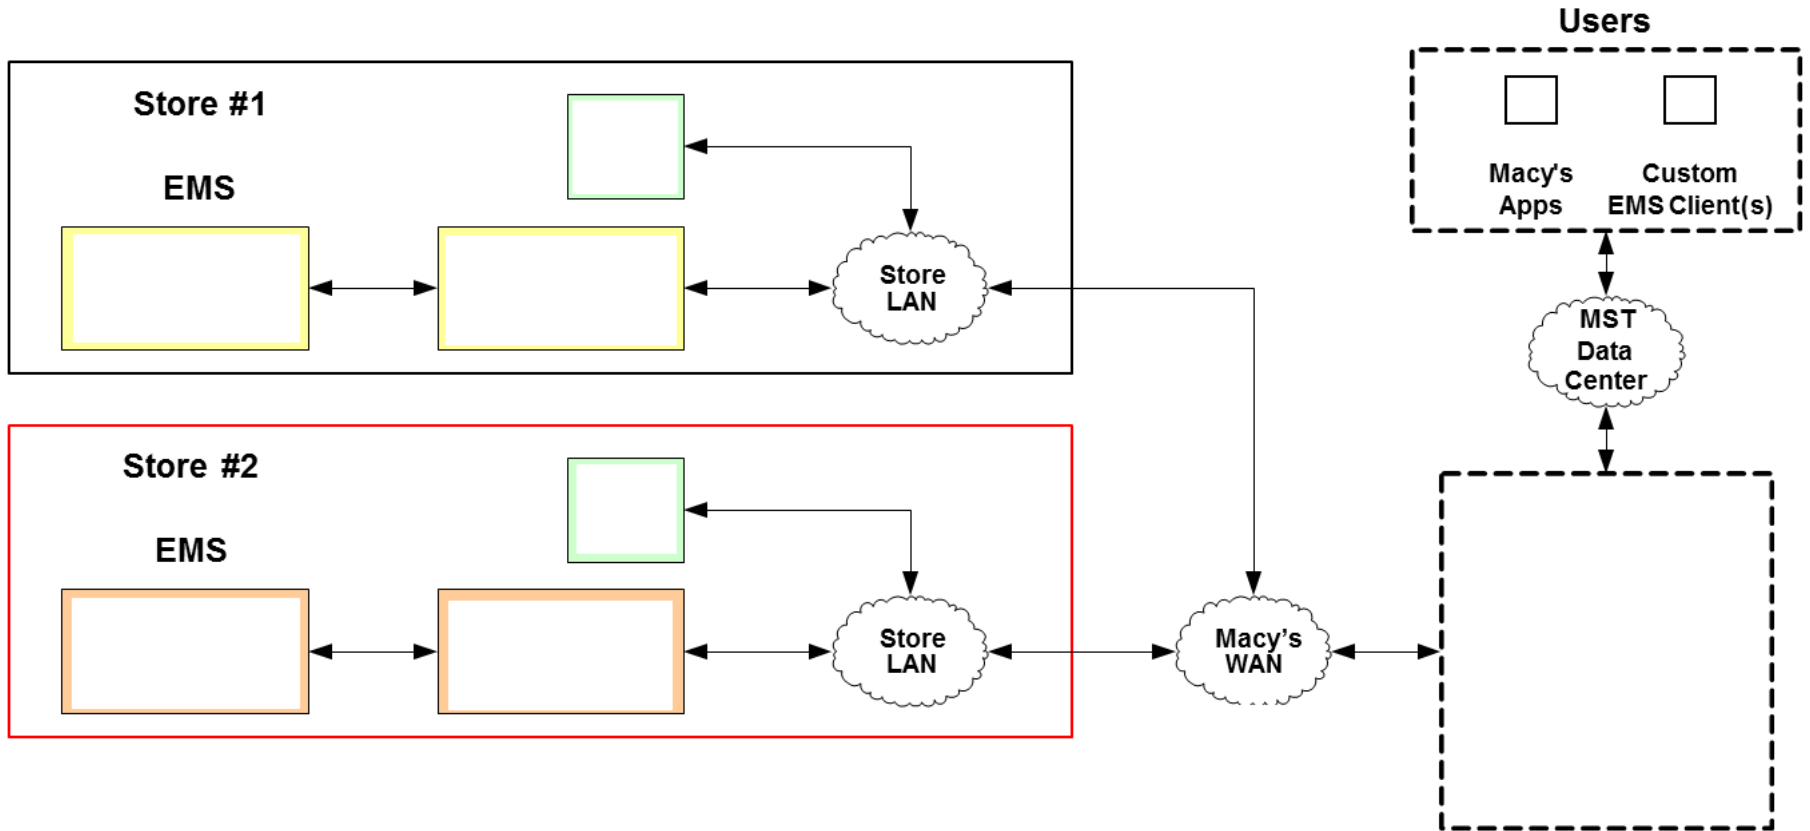 Users
Store #1
EMS
Macy's
Apps
Custom
EMS Client(s)
Store
LAN
MST
Data
Center
Store #2
EMS
Store
LAN
Macy’s
WAN